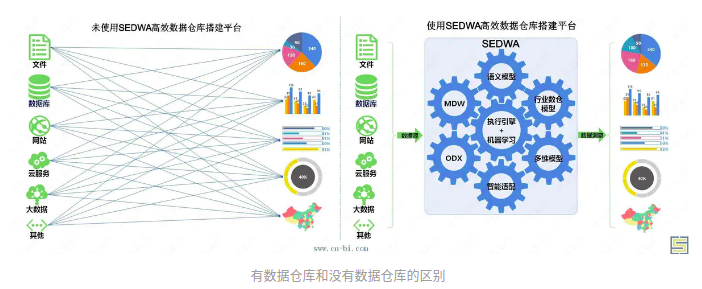 未使用SEDWA高效数据仓库搭建平台
文件
数据库
网站
云服务
大数据
其他
40%
www.cn-bi.com
使用SEDWA高效数据仓库搭建平台
文件
数据库
网站
云服务
大数据
其他
数据源
SEDWA
语义模型
MDW
行业数仓
模型
执行引擎
+
机器学习
ODX
多维模型
智能适配
40%
有数据仓库和没有数据仓库的区别